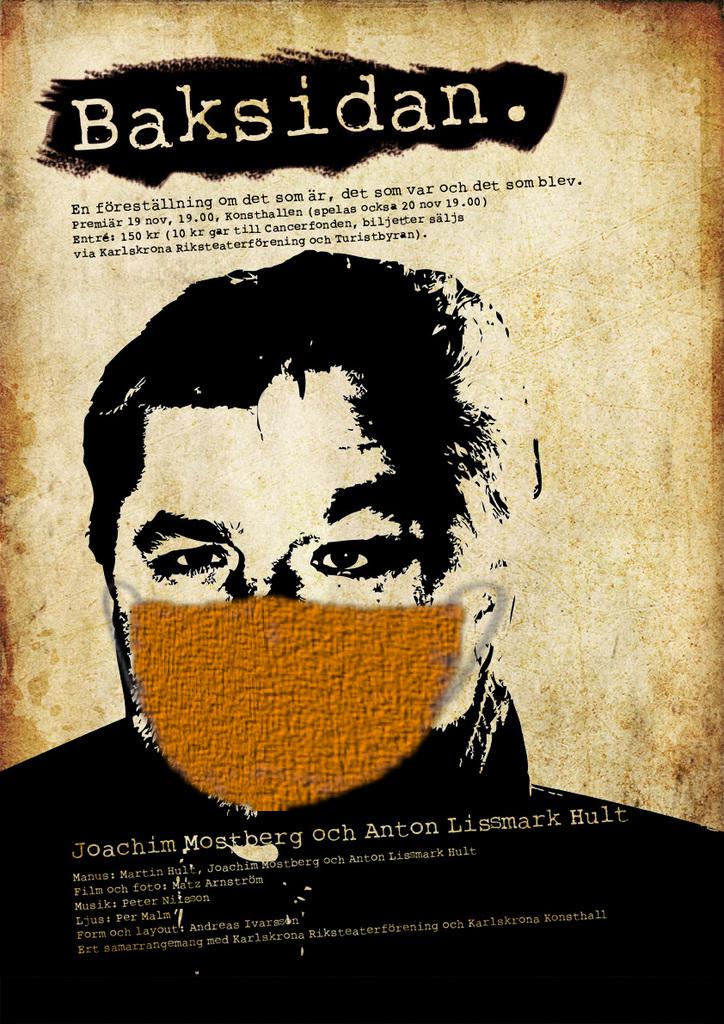 Baksidan.
En föreställning om det som är, det som var och det som blev.
Premiär 19 nov, 19.00, Konsthallen (spelas ocksa 20 nov 19.00)
Entré: 150 kr (10 kr gar till Cancerfonden, biljetter säljs
via Karlskrona Riksteaterförening och Turistbyran).
Joachim Mostberg och Anton Lissmark Hult
Manus: Martin Hult, Joachim Mostberg och Anton Lissmark Hult
Film och foto: Matz Arnström
Musik: Peter Nilsson
Ljus: Per Malm
Form och layout: Andreas Ivarsson
Ert samarrangemang med Karlskrona Riksteaterförening och Karlskrona Konsthall